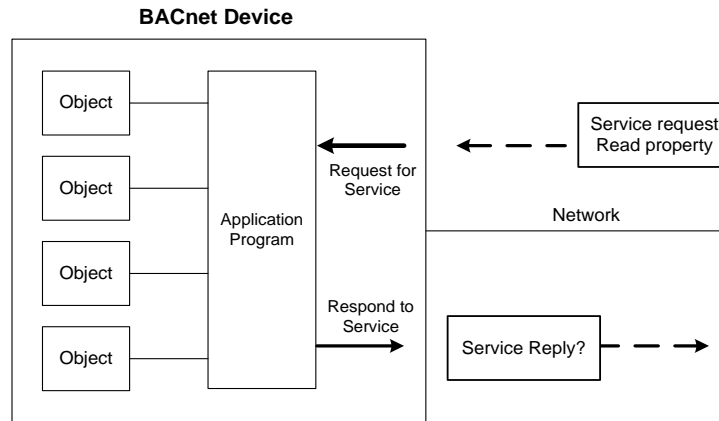 BACnet Device
Object
Object
Object
Object
Application
Program
Request for
Service
Respond to
Service
Service request
Read property
Network
Service Reply?